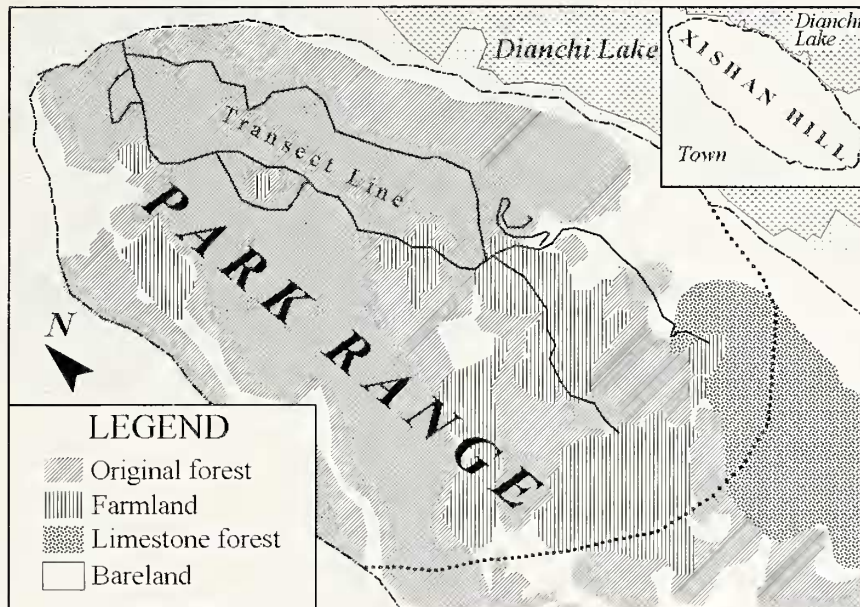 Dianchi Lake
Dianchi
Lake
XISHAN HILL
Town
Transect Line
PARK RANGE
N
LEGEND
Original forest
Farmland
Limestone forest
Bareland